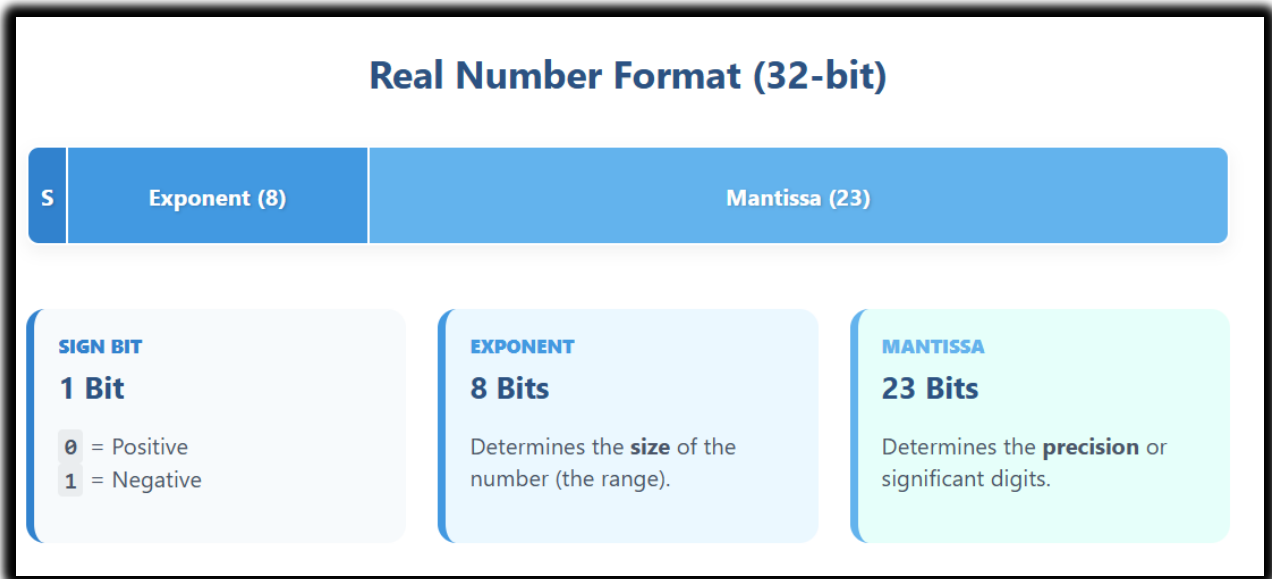 Real Number Format (32-bit)
S
Exponent (8)
Mantissa (23)
SIGN BIT
1 Bit
0 = Positive
1 = Negative
EXPONENT
8 Bits
Determines the size of the
number (the range).
MANTISSA
23 Bits
Determines the precision or
significant digits.